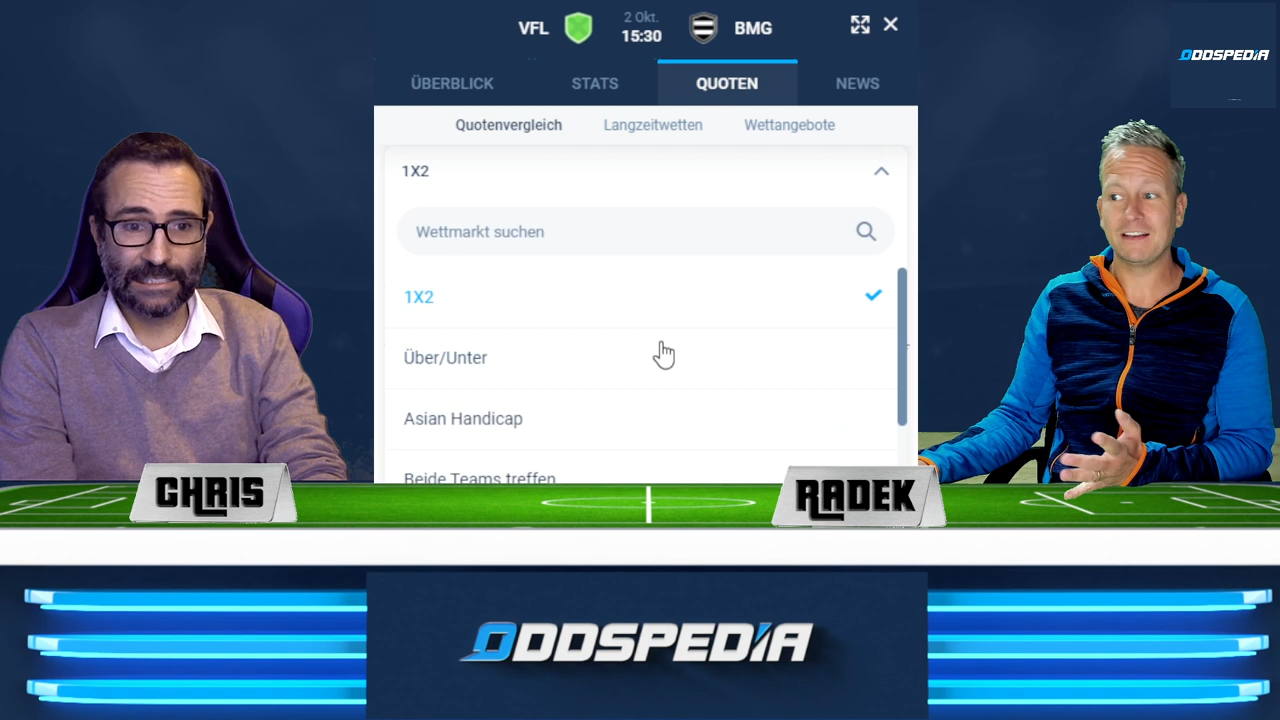 VFL
2 Okt.
15:30
BMG
ODDSPEDIA
ÜBERBLICK
STATS
QUOTEN
NEWS
Quotenvergleich
Langzeitwetten
Wettangebote
1X2
Wettmarkt suchen
1X2
Über/Unter
Asian Handicap
Beide Teams treffen
CHRIS
RADEK
ODDSPEDIA